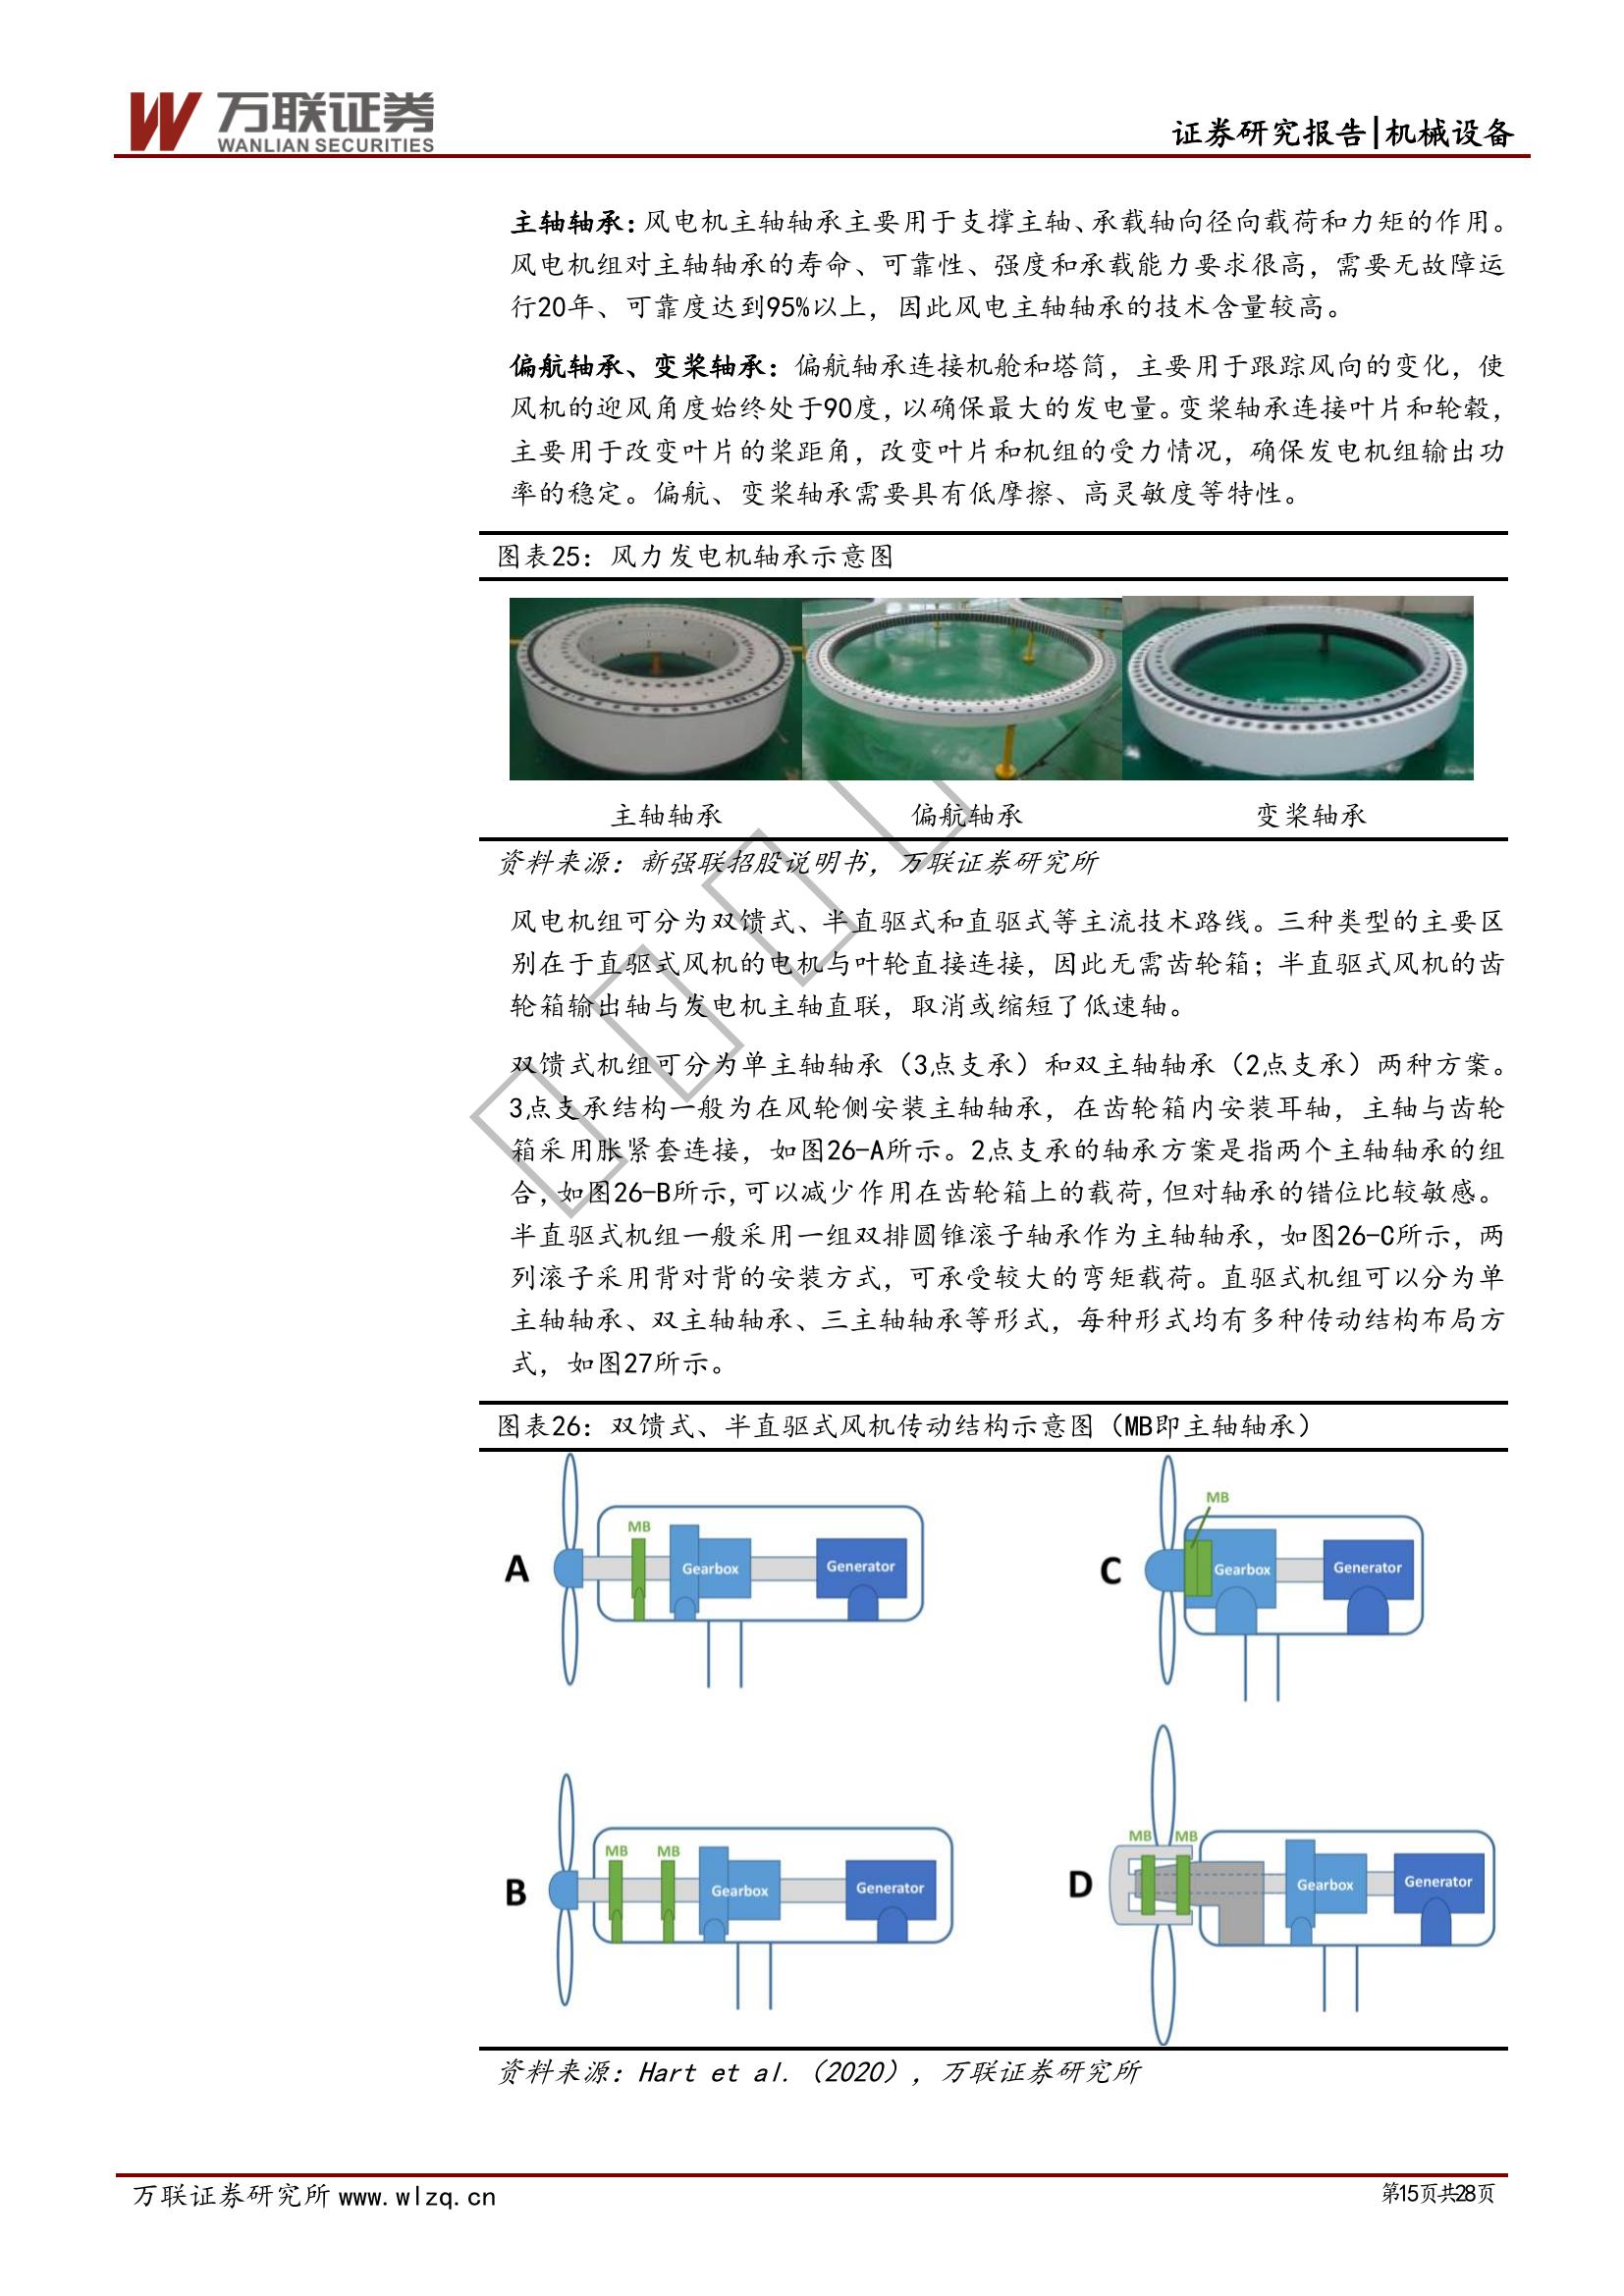 万联证券
WANLIAN SECURITIES
证券研究报告|机械设备
主轴轴承：风电机主轴轴承主要用于支撑主轴、承载轴向径向载荷和力矩的作用。
风电机组对主轴轴承的寿命、可靠性、强度和承载能力要求很高，需要无故障运
行20年、可靠度达到95%以上，因此风电主轴轴承的技术含量较高。
偏航轴承、变桨轴承：偏航轴承连接机舱和塔筒，主要用于跟踪风向的变化，使
风机的迎风角度始终处于90度，以确保最大的发电量。变桨轴承连接叶片和轮毂，
主要用于改变叶片的桨距角，改变叶片和机组的受力情况，确保发电机组输出功
率的稳定。偏航、变桨轴承需要具有低摩擦、高灵敏度等特性。
图表25：风力发电机轴承示意图
主轴轴承 偏航轴承 变桨轴承
资料来源：新强联招股说明书，万联证券研究所
风电机组可分为双馈式、半直驱式和直驱式等主流技术路线。三种类型的主要区
别在于直驱式风机的电机与叶轮直接连接，因此无需齿轮箱；半直驱式风机的齿
轮箱输出轴与发电机主轴直联，取消或缩短了低速轴。
双馈式机组可分为单主轴轴承（3点支承）和双主轴轴承（2点支承）两种方案。
3点支承结构一般为在风轮侧安装主轴轴承，在齿轮箱内安装耳轴，主轴与齿轮
箱采用胀紧套连接，如图26-A所示。2点支承的轴承方案是指两个主轴轴承的组
合，如图26-B所示，可以减少作用在齿轮箱上的载荷，但对轴承的错位比较敏感。
半直驱式机组一般采用一组双排圆锥滚子轴承作为主轴轴承，如图26-C所示，两
列滚子采用背对背的安装方式，可承受较大的弯矩载荷。直驱式机组可以分为单
主轴轴承、双主轴轴承、三主轴轴承等形式，每种形式均有多种传动结构布局方
式，如图27所示。
图表26：双馈式、半直驱式风机传动结构示意图（MB即主轴轴承）
MB
A
Gearbox
Generator
MB
C
Gearbox
Generator
MB MB
B
Gearbox
Generator
MB MB
D
Gearbox
Generator
资料来源：Hart et al.（2020），万联证券研究所
万联证券研究所 www.wlzq.cn
第15页共28页